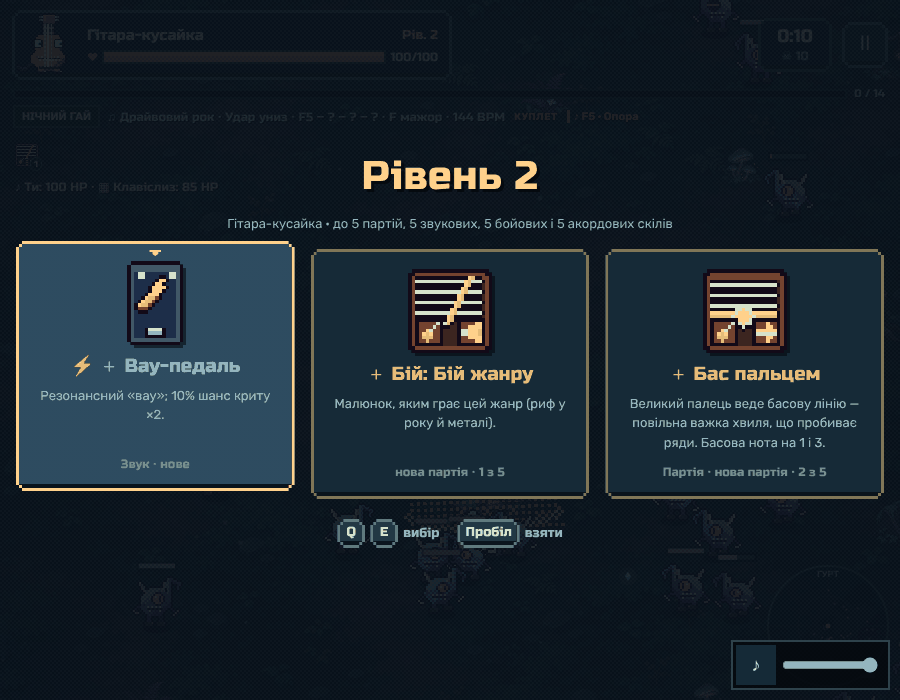 Гітара-кусайка
Рів. 2
100/100
0:10
10
0 / 14
НІЧНИЙ ГАЙ
Драйвовий рок · Удар униз · F5 – ? – ? – ? · F мажор · 144 BPM
КУПЛЕТ
F5 · Опора
1
Ти: 100 HP · Клавіслиз: 85 HP
Рівень 2
Гітара-кусайка · до 5 партій, 5 звукових, 5 бойових і 5 акордових скілів
⚡ + Вау-педаль
Резонансний «вау»; 10% шанс криту
×2.
Звук · нове
+ Бій: Бій жанру
Малюнок, яким грає цей жанр (риф у
року й металі).
нова партія · 1 з 5
+ Бас пальцем
Великий палець веде басову лінію —
повільна важка хвиля, що пробиває
ряди. Басова нота на 1 і 3.
Партія · нова партія · 2 з 5
Q E вибір Пробіл взяти
ГУРТ
♪